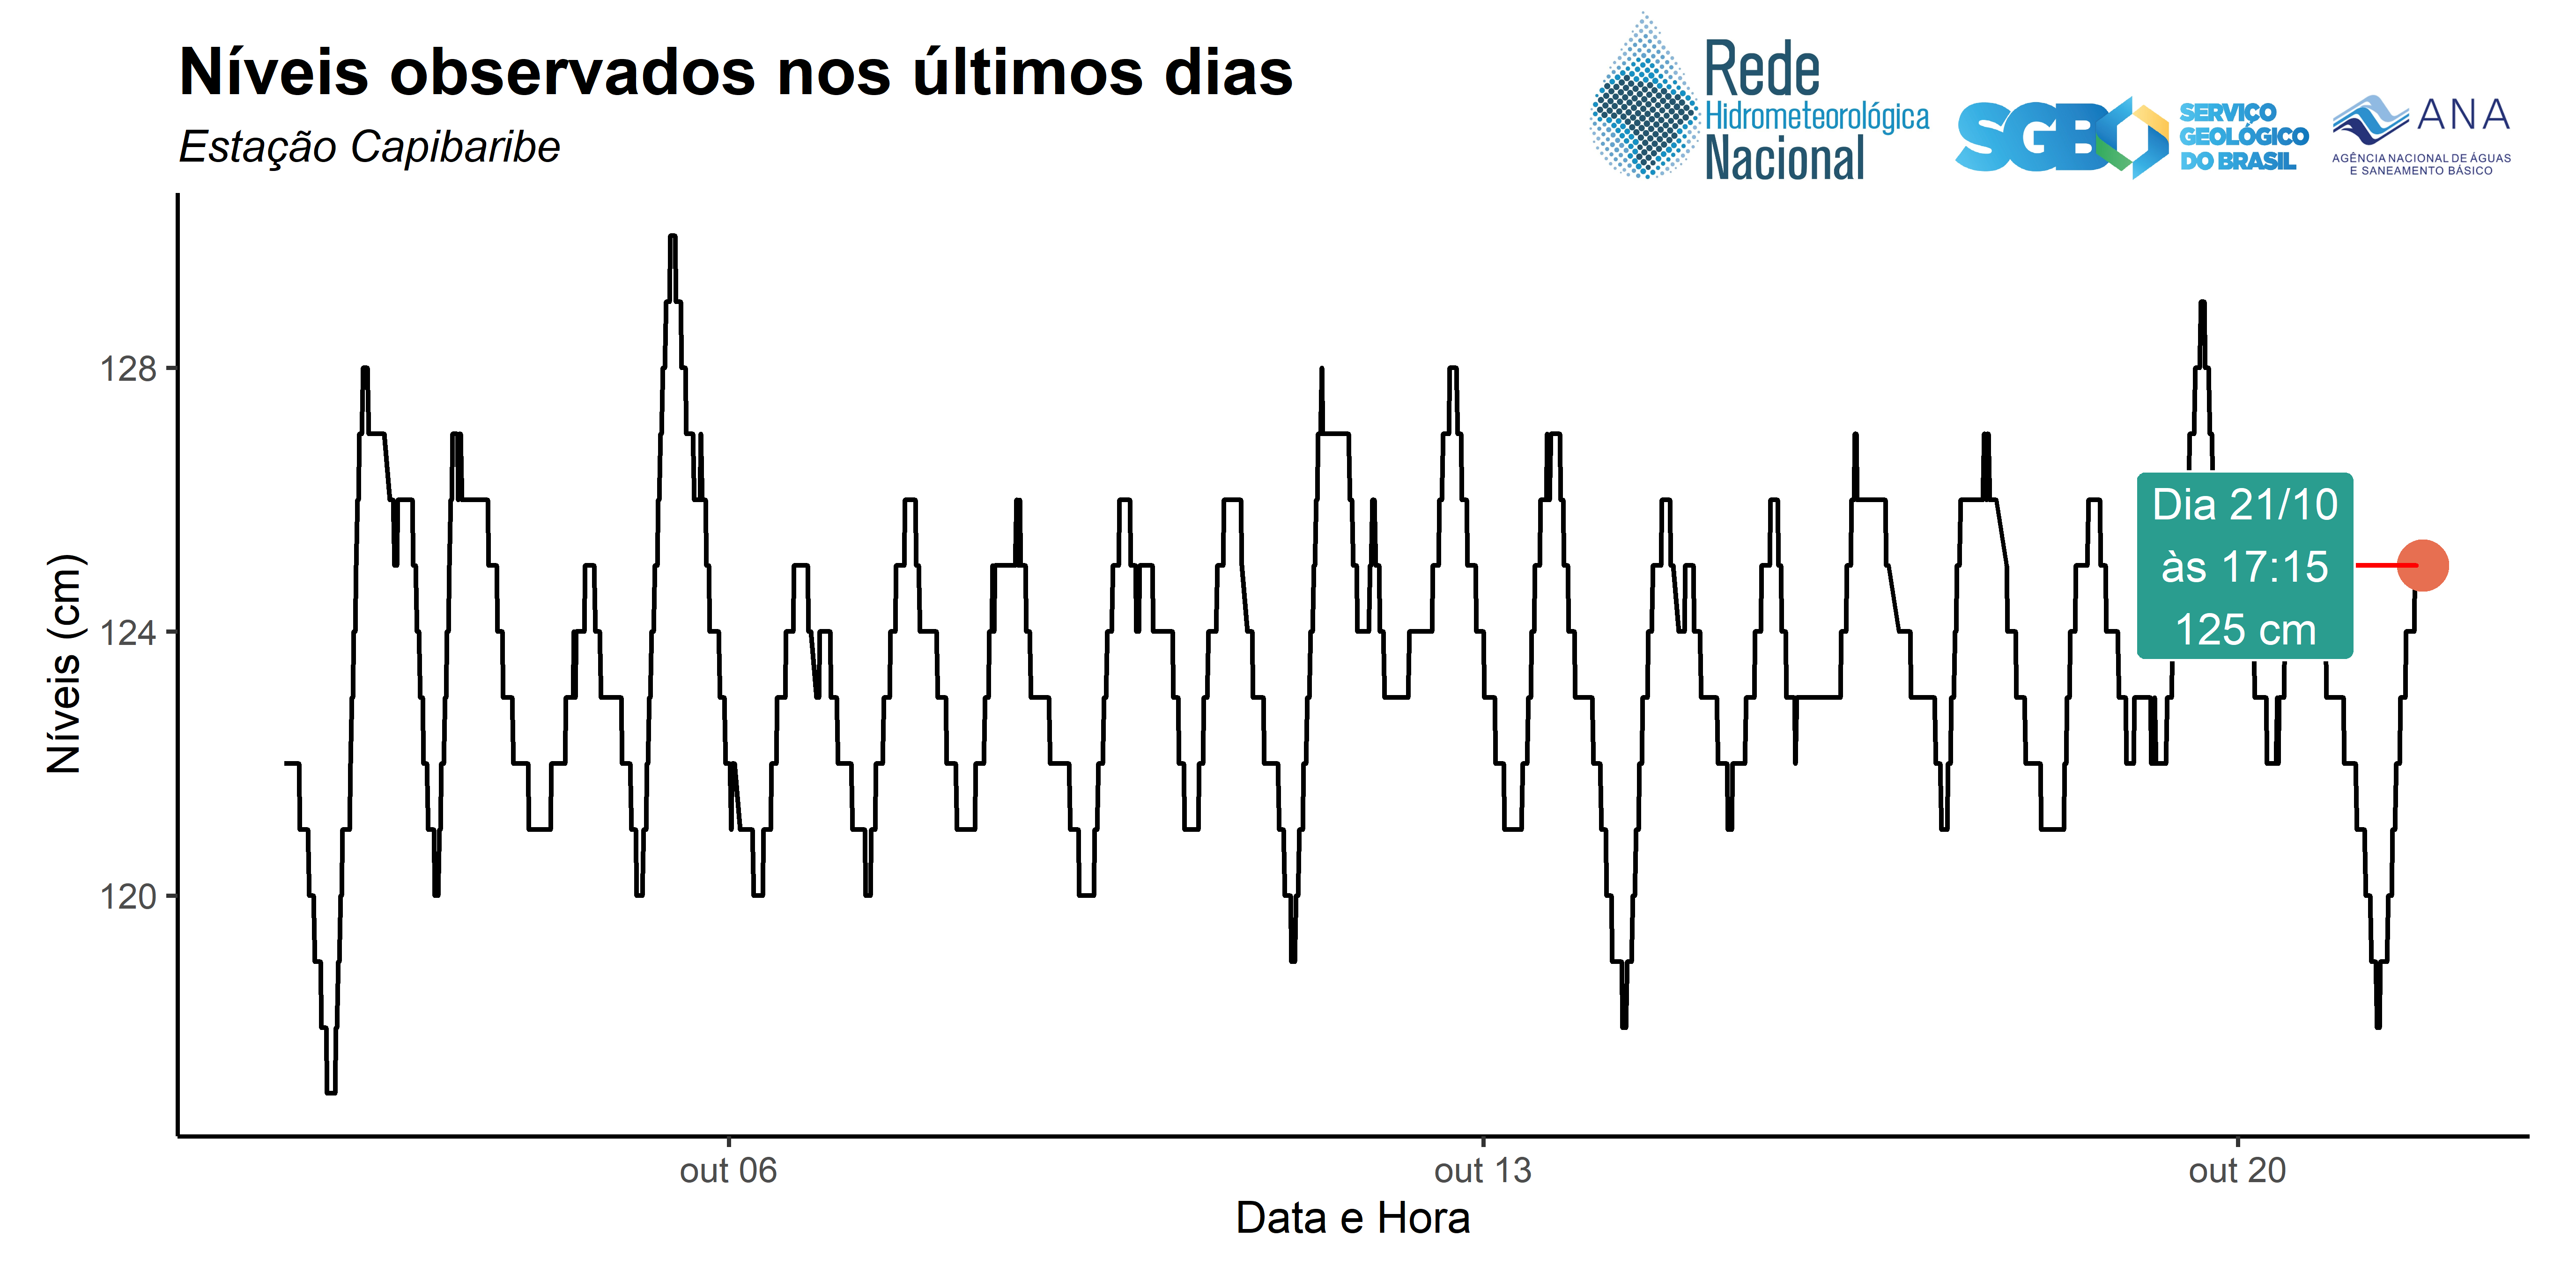 Níveis observados nos últimos dias
Estação Capibaribe
Rede
Hidrometeorológica
Nacional
SGB
SERVIÇO
GEOLÓGICO
DO BRASIL
ANA
AGÊNCIA NACIONAL DE ÁGUAS
E SANEAMENTO BÁSICO
Níveis (cm)
128
124
120
Dia 21/10
às 17:15
125 cm
out 06
out 13
out 20
Data e Hora